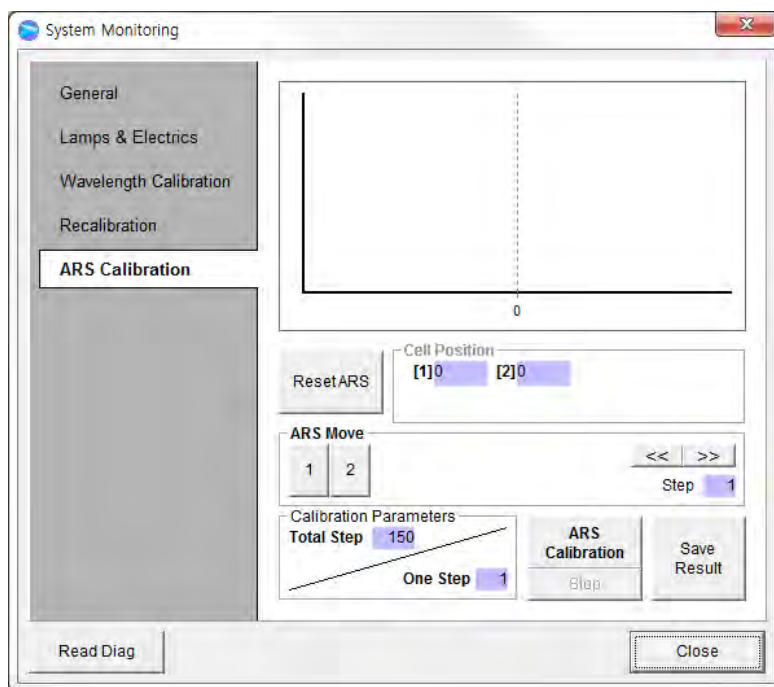 System Monitoring
General
Lamps & Electrics
Wavelength Calibration
Recalibration
ARS Calibration
0
Reset ARS
Cell Position
[1] 0 [2] 0
ARS Move
1 2
<< >>
Step 1
Calibration Parameters
Total Step 150
One Step 1
ARS
Calibration
Stop
Save
Result
Read Diag
Close